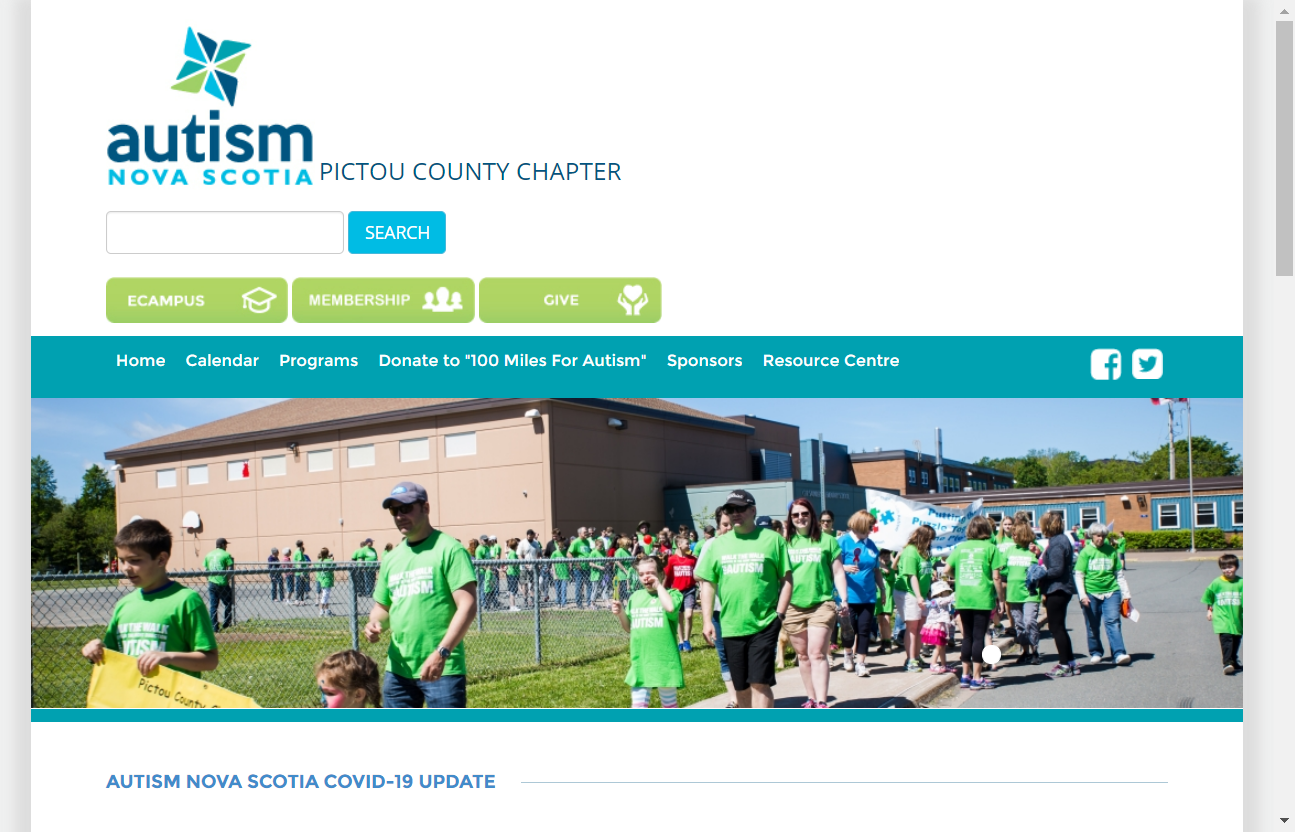 autism
NOVA SCOTIA
PICTOU COUNTY CHAPTER
SEARCH
ECAMPUS
MEMBERSHIP
GIVE
Home
Calendar
Programs
Donate to "100 Miles For Autism"
Sponsors
Resource Centre
Pictou County
AUTISM
AUTISM
Puzzle
AUTISM NOVA SCOTIA COVID-19 UPDATE